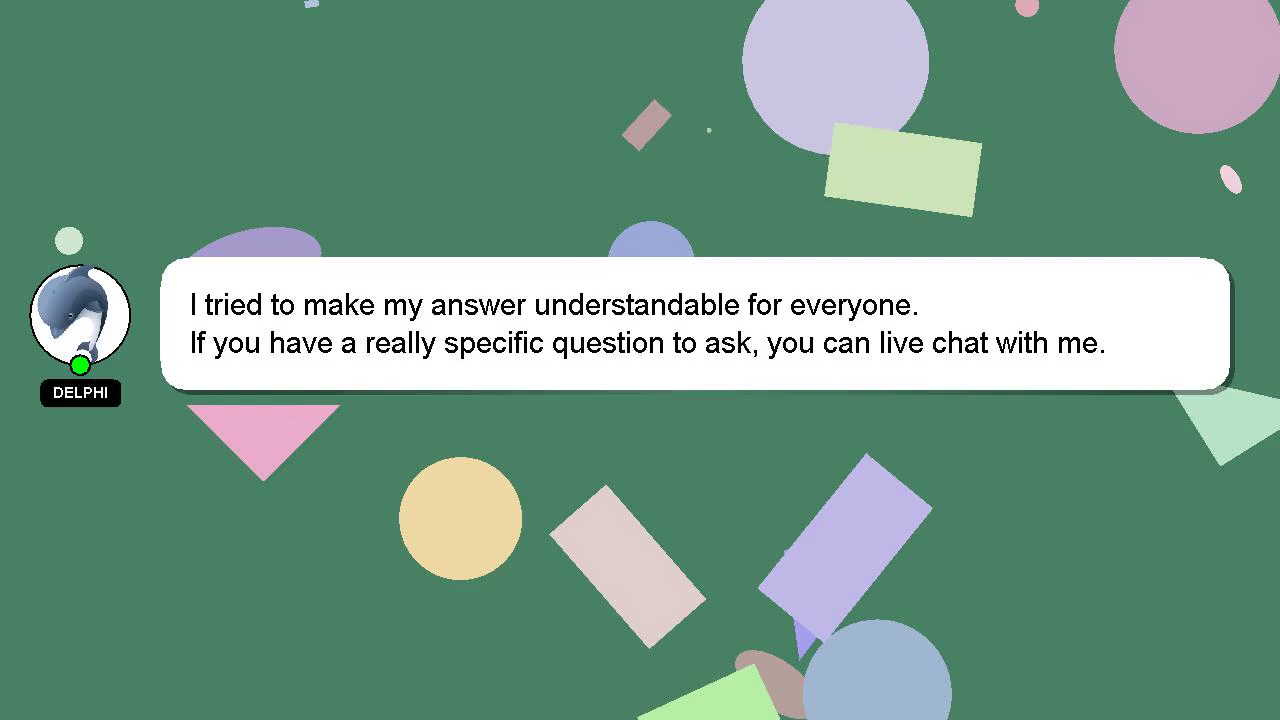 I tried to make my answer understandable for everyone.
If you have a really specific question to ask, you can live chat with me.
DELPHI